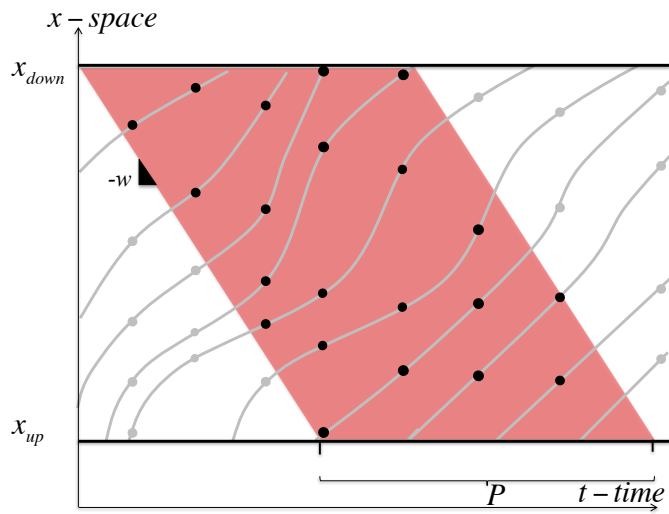 x – space
x_down
-w
x_up
P
t – time